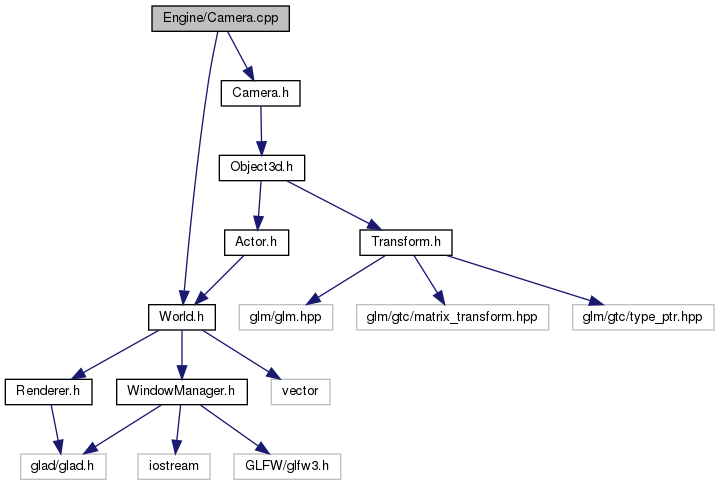 Engine/Camera.cpp
Camera.h
Object3d.h
Actor.h
Transform.h
World.h
glm/glm.hpp
glm/gtc/matrix_transform.hpp
glm/gtc/type_ptr.hpp
Renderer.h
WindowManager.h
vector
glad/glad.h
iostream
GLFW/glfw3.h